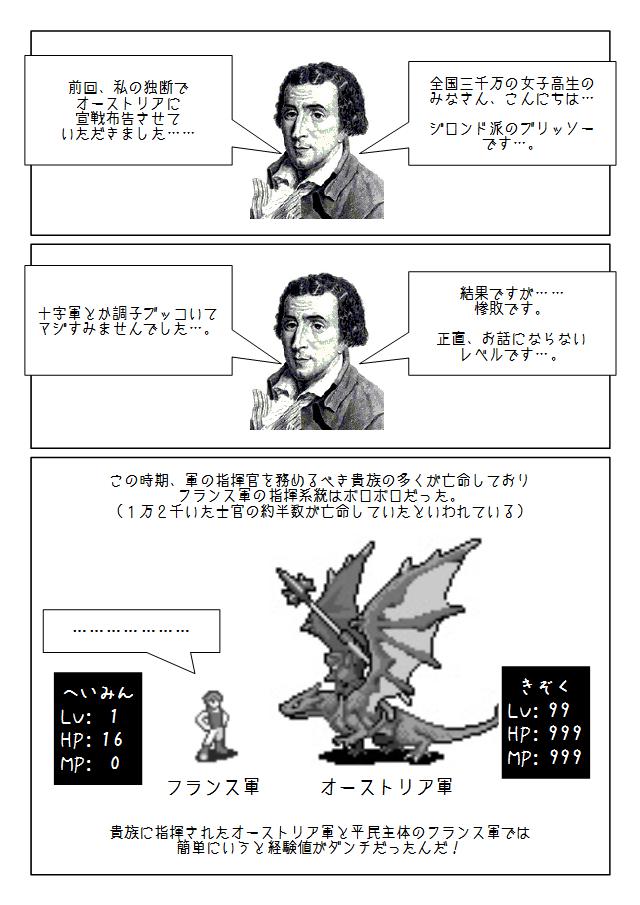 全国三千万の女子高生の
みなさん、こんにちは…
ジロンド派のブリッソー
です…。
前回、私の独断で
オーストリアに
宣戦布告させて
いただきました……
結果ですが……
惨敗です。
正直、お話にならない
レベルです…。
十字軍とか調子ブッコいて
マジすみませんでした…。
この時期、軍の指揮官を務めるべき貴族の多くが亡命しており
フランス軍の指揮系統はボロボロだった。
（１万２千いた士官の約半数が亡命していたといわれている）
………………
へいみん
LV: 1
HP: 16
MP: 0
きぞく
LV: 99
HP: 999
MP: 999
フランス軍
オーストリア軍
貴族に指揮されたオーストリア軍と平民主体のフランス軍では
簡単にいうと経験値がダンチだったんだ！